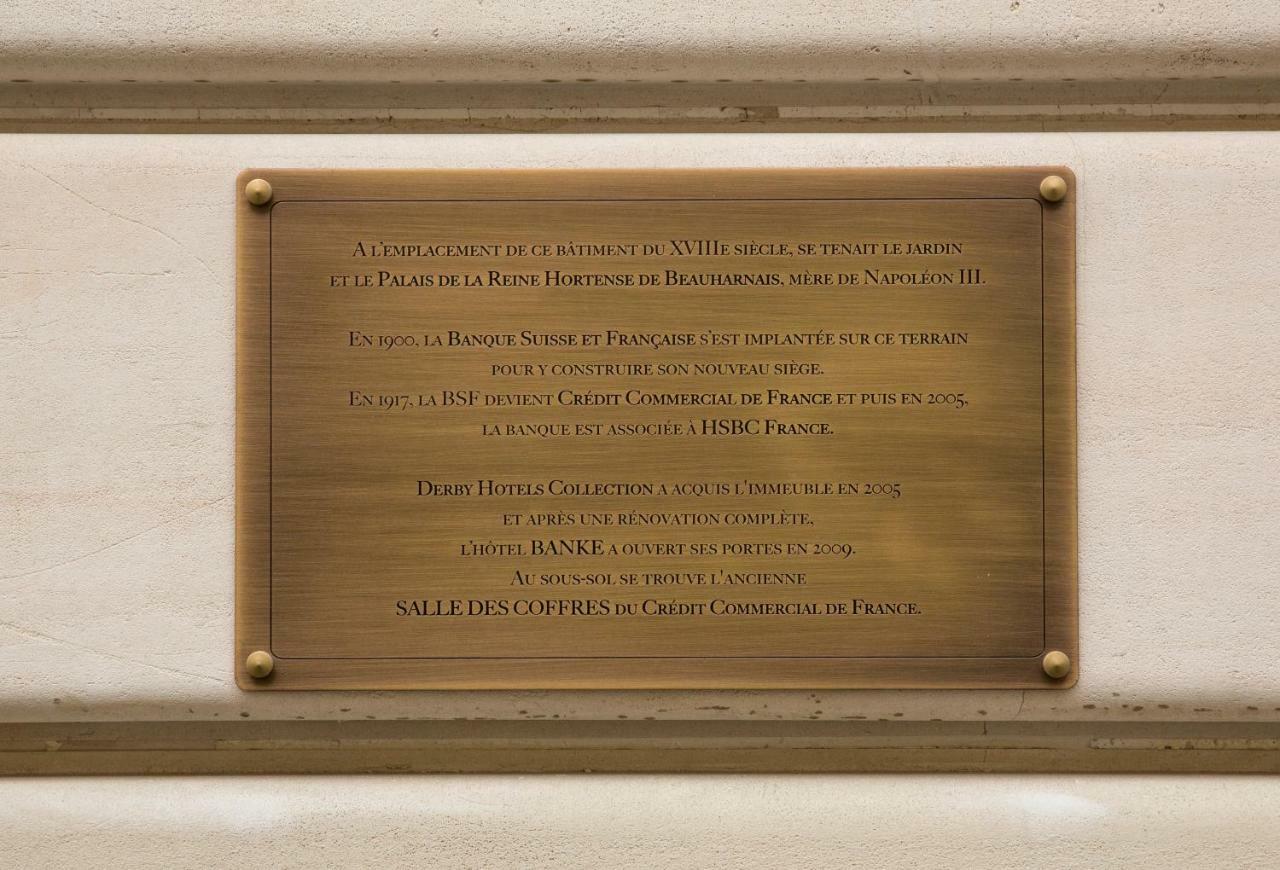 A L'EMPLACEMENT DE CE BÂTIMENT DU XVIIIE SIÈCLE, SE TENAIT LE JARDIN
ET LE PALAIS DE LA REINE HORTENSE DE BEAUHARNAIS, MÈRE DE NAPOLÉON III.
EN 1900, LA BANQUE SUISSE ET FRANÇAISE S'EST IMPLANTÉE SUR CE TERRAIN
POUR Y CONSTRUIRE SON NOUVEAU SIÈGE.
EN 1917, LA BSF DEVIENT CRÉDIT COMMERCIAL DE FRANCE ET PUIS EN 2005,
LA BANQUE EST ASSOCIÉE À HSBC FRANCE.
DERBY HOTELS COLLECTION A ACQUIS L'IMMEUBLE EN 2005
ET APRÈS UNE RÉNOVATION COMPLÈTE,
L'HÔTEL BANKE A OUVERT SES PORTES EN 2009.
AU SOUS-SOL SE TROUVE L'ANCIENNE
SALLE DES COFFRES DU CRÉDIT COMMERCIAL DE FRANCE.